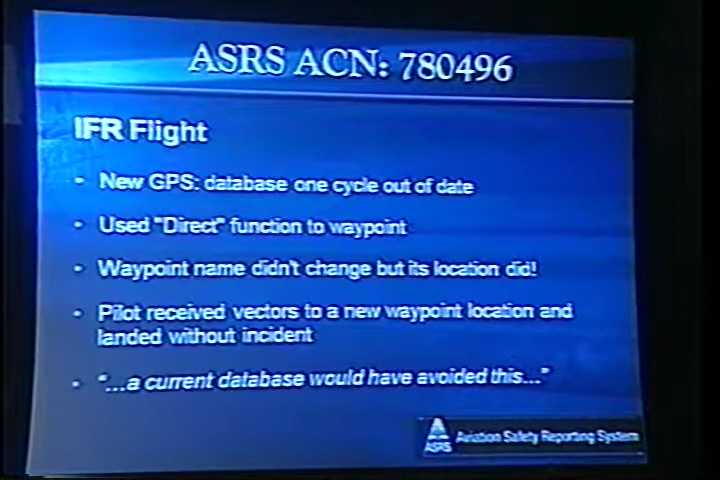 ASRS ACN: 780496
IFR Flight
• New GPS: database one cycle out of date
• Used "Direct" function to waypoint
• Waypoint name didn't change but its location did!
• Pilot received vectors to a new waypoint location and
landed without incident
• "...a current database would have avoided this..."
ASRS Aviation Safety Reporting System